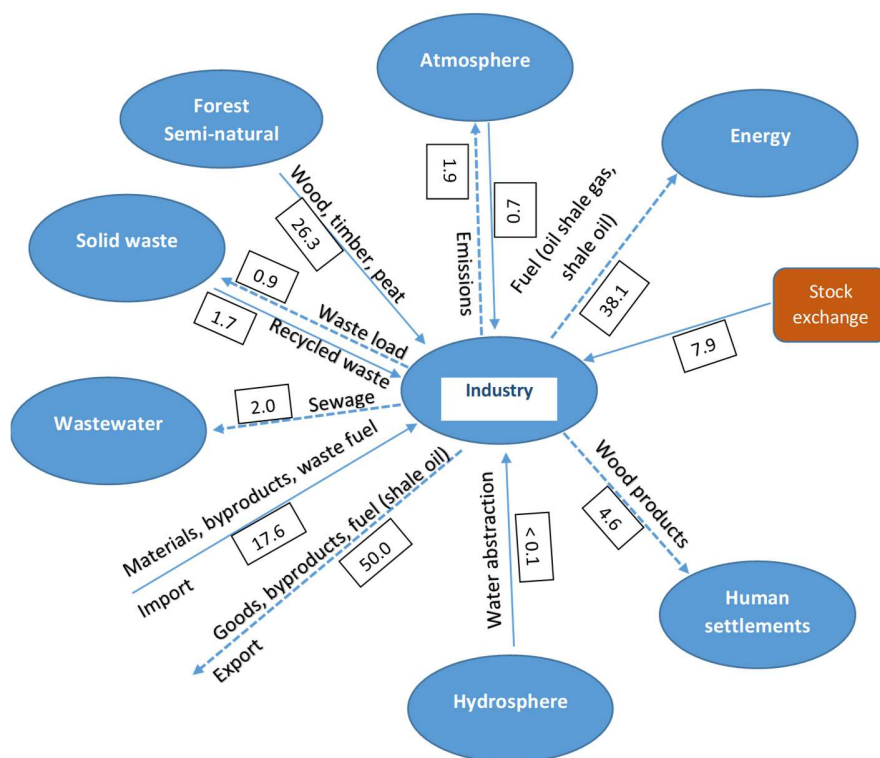 Atmosphere
Forest
Semi-natural
Energy
1.9
0.7
Emissions
Fuel (oil shale gas,
shale oil)
38.1
Wood, timber, peat
26.3
Solid waste
0.9
1.7
Waste load
Recycled waste
Stock
exchange
7.9
Industry
Wastewater
2.0
Sewage
Materials, byproducts, waste fuel
17.6
Import
Goods, byproducts, fuel (shale oil)
50.0
Export
Water abstraction
< 0.1
Wood products
4.6
Human
settlements
Hydrosphere